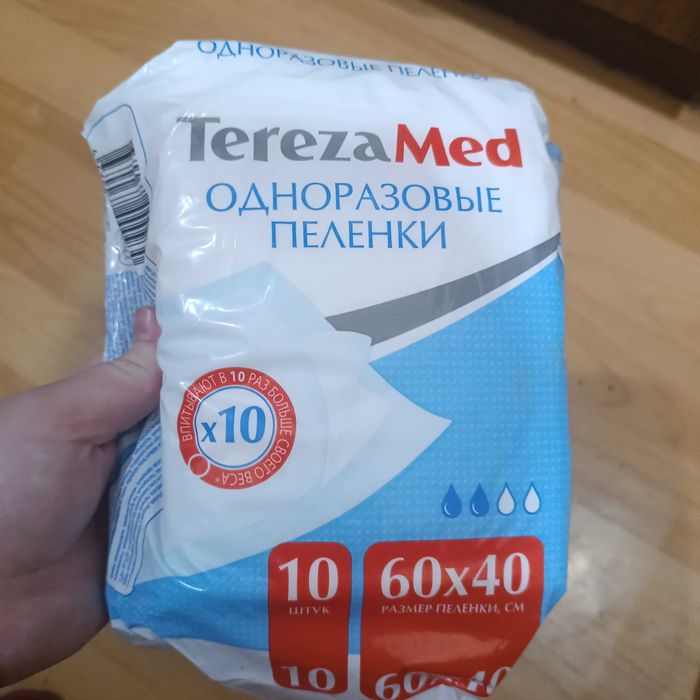 ОДНОРАЗОВЫЕ ПЕЛЕНКИ
TerezaMed
ОДНОРАЗОВЫЕ
ПЕЛЕНКИ
ВПИТЫВАЮТ В 10 РАЗ БОЛЬШЕ СВОЕГО ВЕСА*
x10
10
ШТУК
60x40
РАЗМЕР ПЕЛЕНКИ, СМ
10
60x40